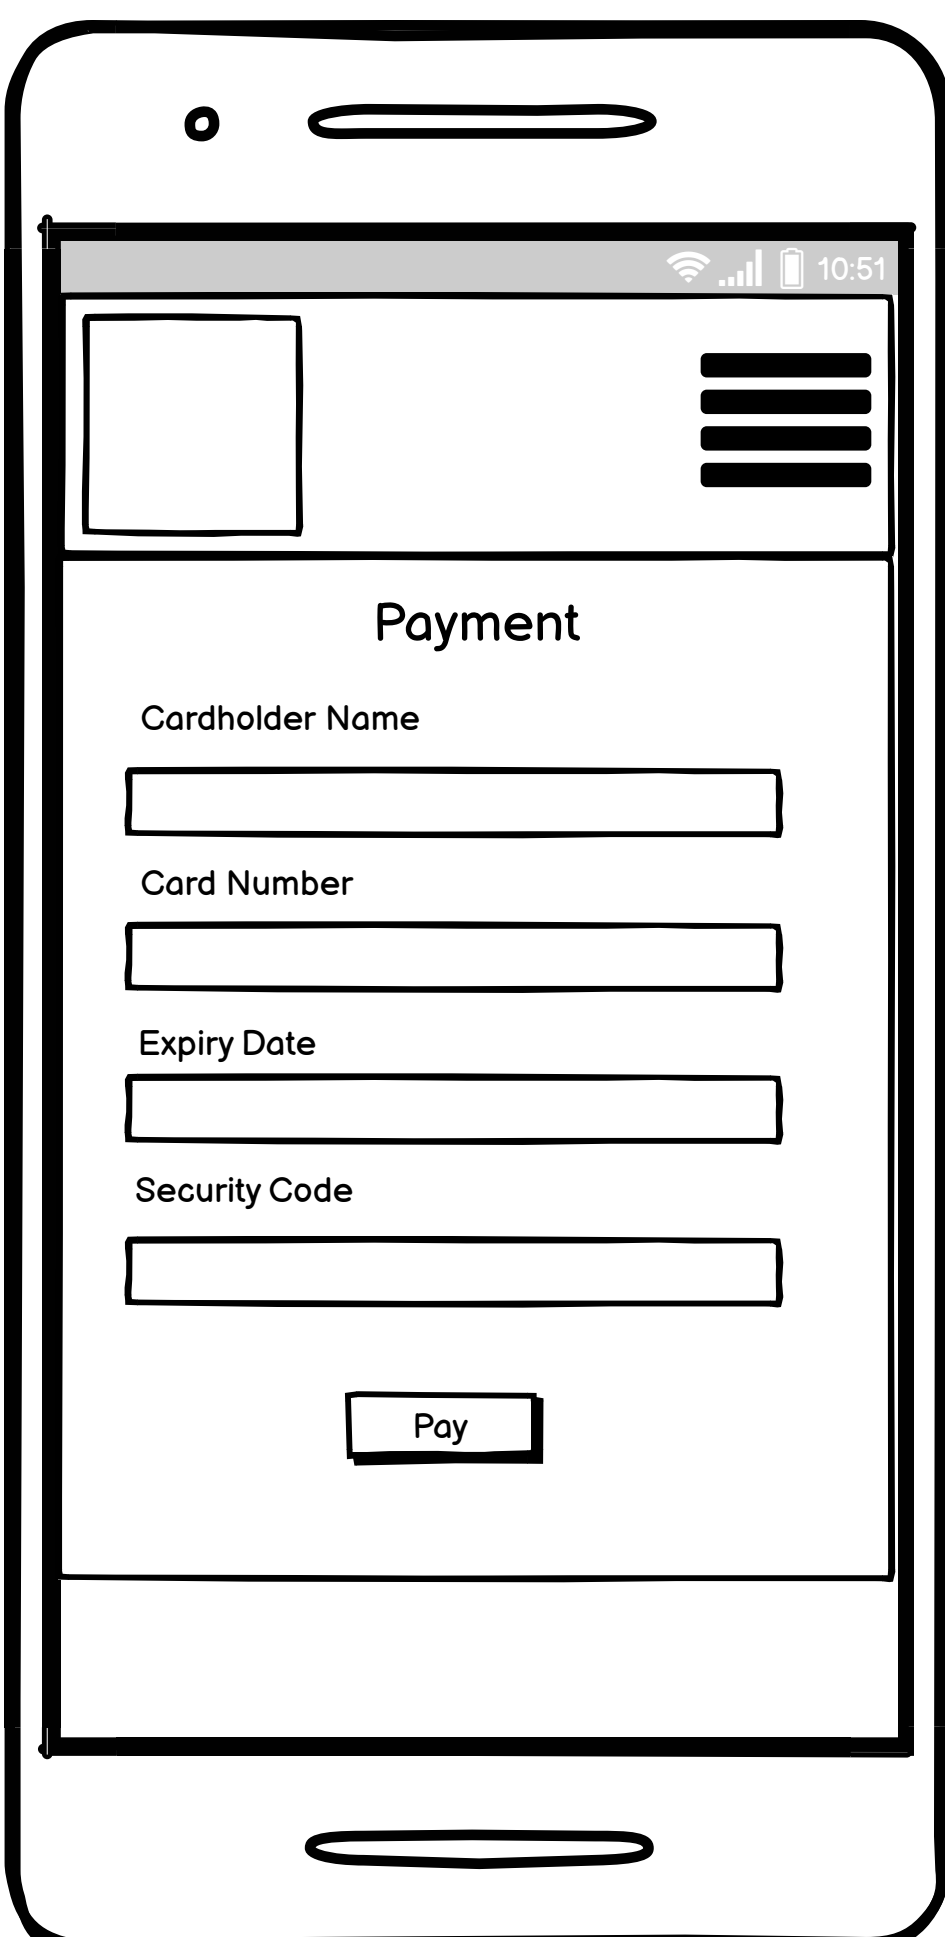 10:51
Payment
Cardholder Name
Card Number
Expiry Date
Security Code
Pay